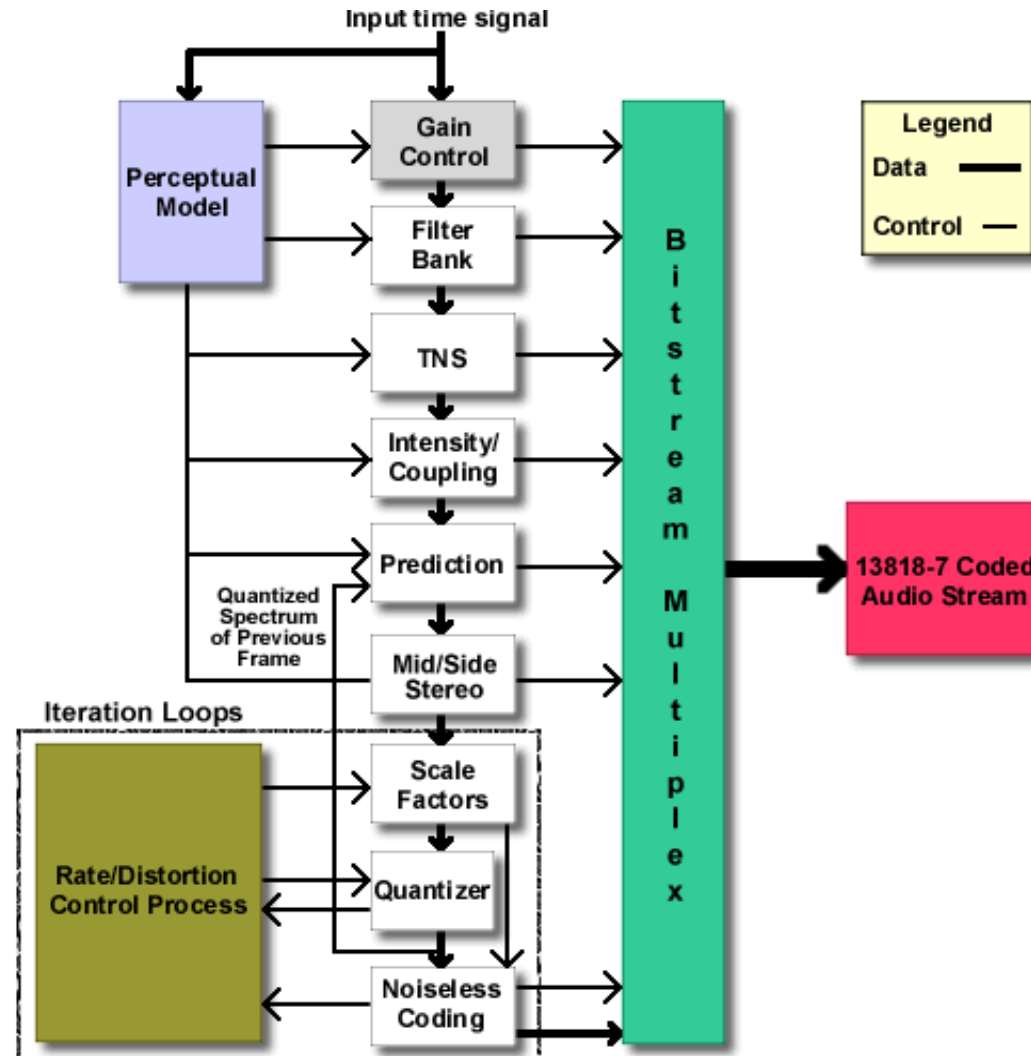 Input time signal
Perceptual
Model
Gain
Control
Filter
Bank
TNS
Intensity/
Coupling
Prediction
Quantized
Spectrum
of Previous
Frame
Mid/Side
Stereo
Iteration Loops
Rate/Distortion
Control Process
Scale
Factors
Quantizer
Noiseless
Coding
Bitstream Multiplex
Legend
Data
Control
13818-7 Coded
Audio Stream